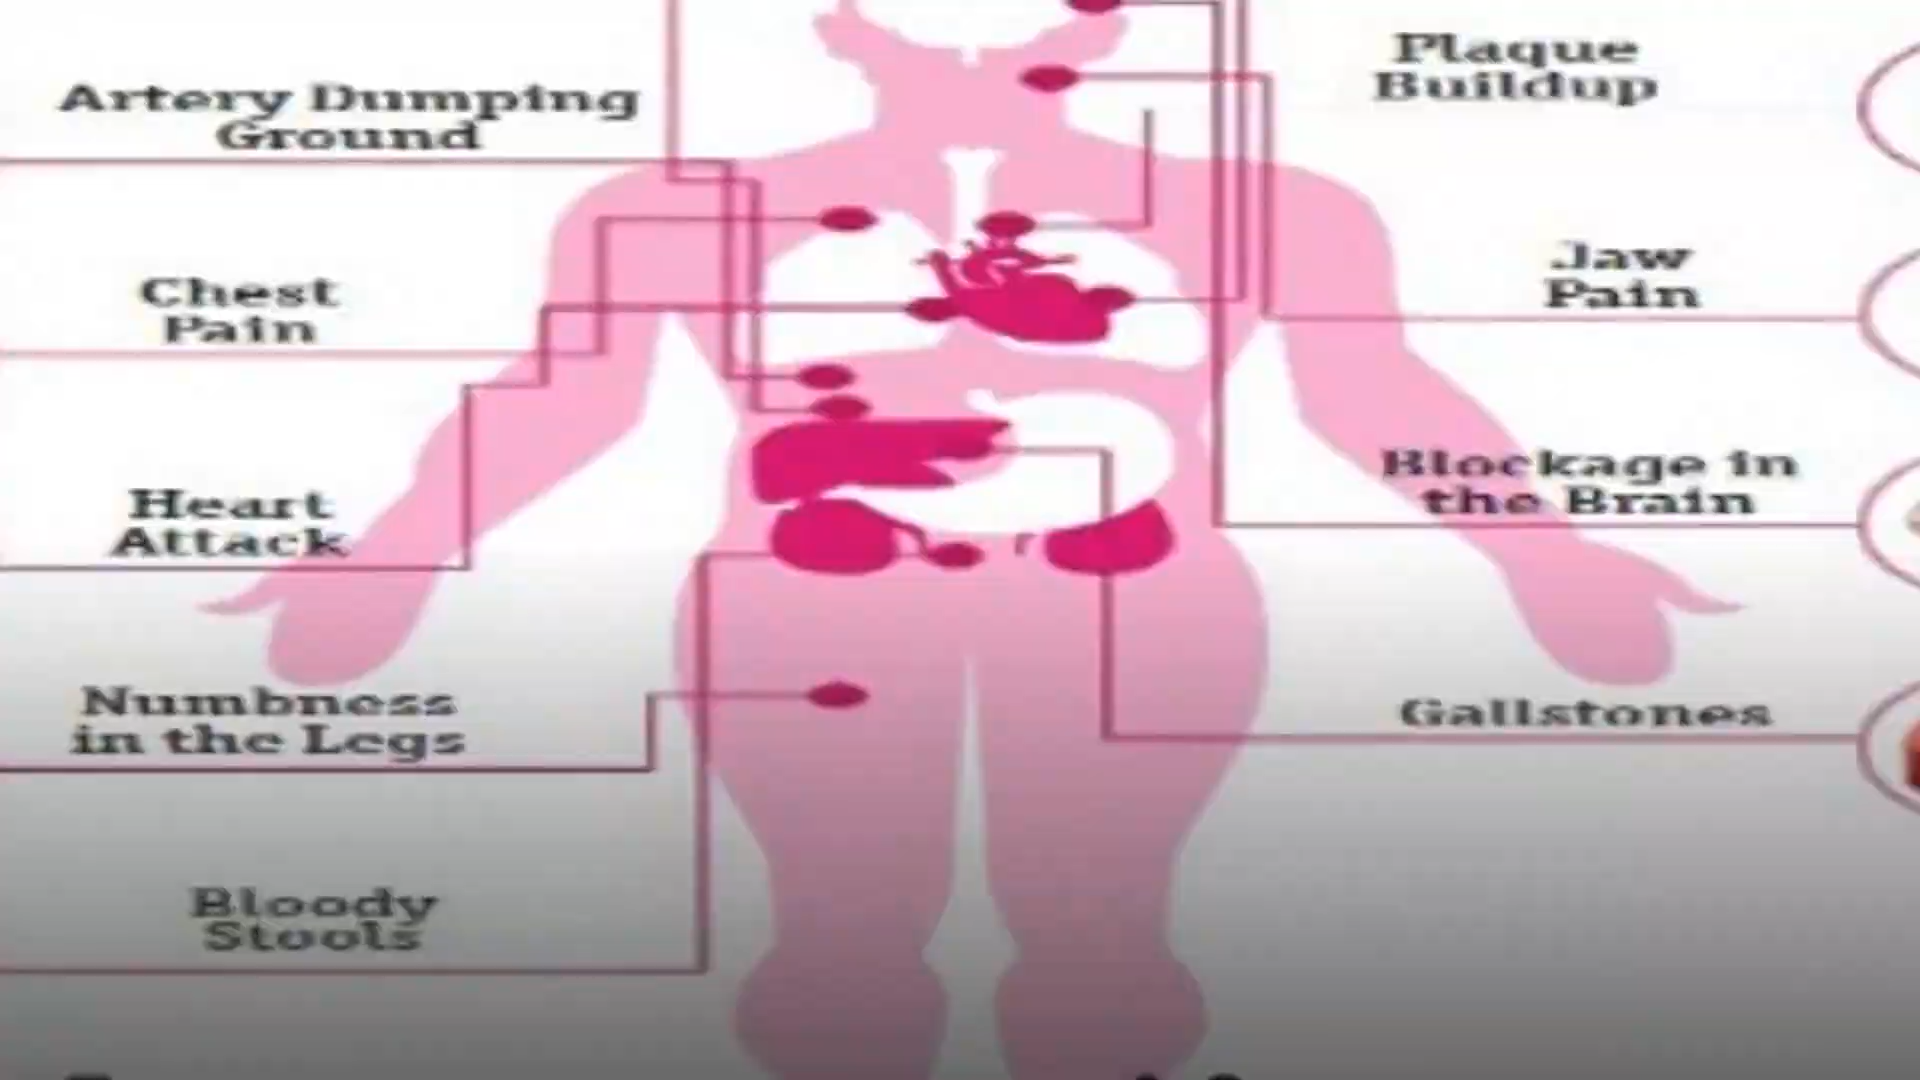 Artery Dumping
Ground
Chest
Pain
Heart
Attack
Numbness
in the Legs
Bloody
Stools
Plaque
Buildup
Jaw
Pain
Blockage in
the Brain
Gallstones